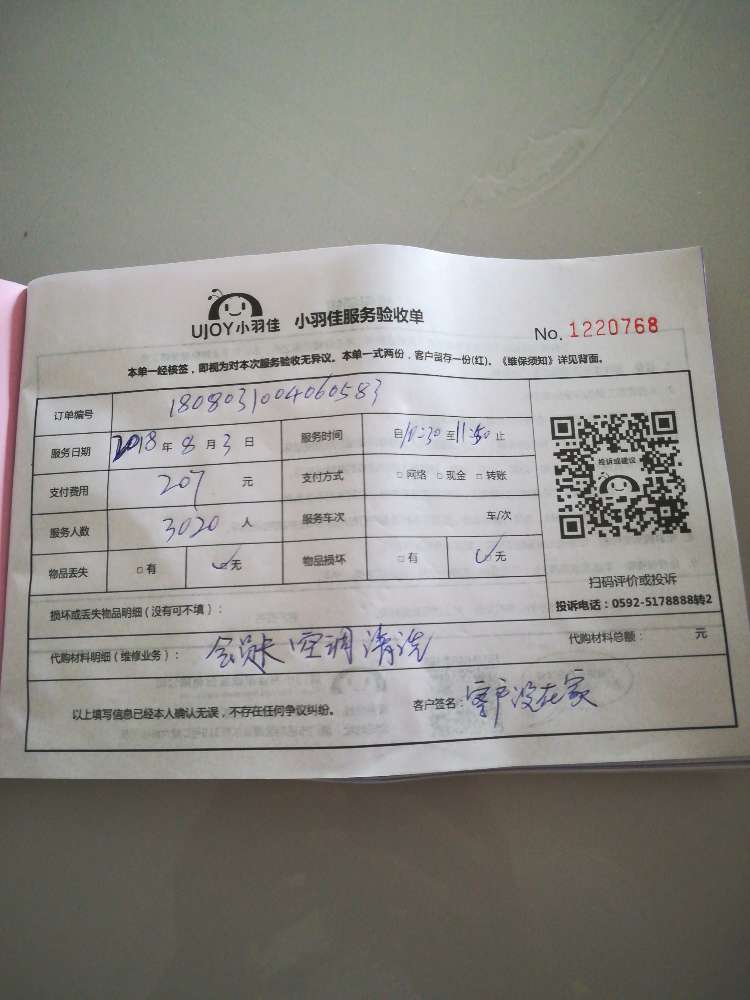 UJOY小羽佳 小羽佳服务验收单
No. 1220768
本单一经核签，即视为对本次服务验收无异议。本单一式两份，客户留存一份(红)。《维保须知》详见背面。
订单编号 180803100406060583
服务日期 2018 年 8 月 3 日 服务时间 自10:30至11:50止
支付费用 207 元 支付方式 □网络 □现金 □转账
服务人数 3020 人 服务车次 车/次
物品丢失 □有 □无 物品损坏 □有 □无
投诉或建议
扫码评价或投诉
投诉电话：0592-5178888转2
损坏或丢失物品明细（没有可不填）：
代购材料明细（维修业务）： 会员卡 空调清洗 代购材料总额： 元
以上填写信息已经本人确认无误，不存在任何争议纠纷。 客户签名：客户没在家